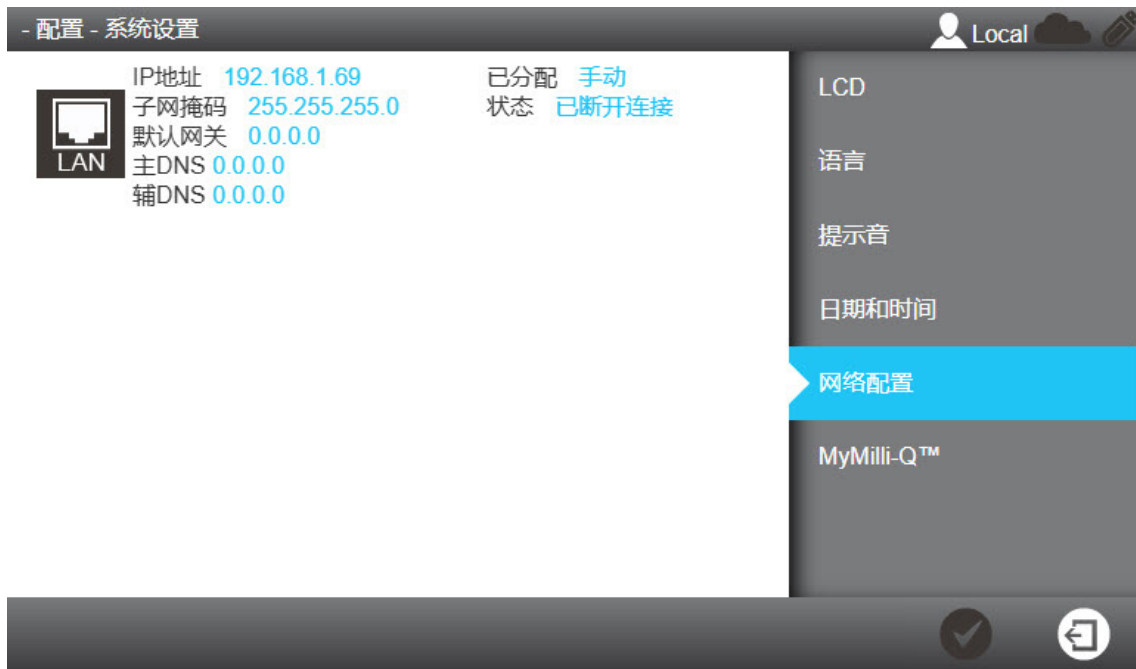 - 配置 - 系统设置
Local
LAN
IP地址 192.168.1.69
子网掩码 255.255.255.0
默认网关 0.0.0.0
主DNS 0.0.0.0
辅DNS 0.0.0.0
已分配 手动
状态 已断开连接
LCD
语言
提示音
日期和时间
网络配置
MyMilli-Q™